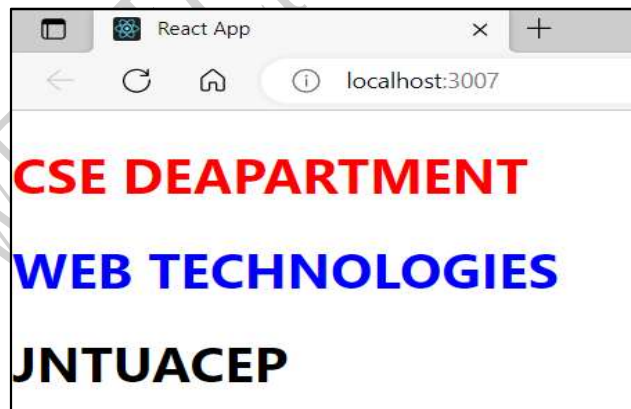 React App
localhost:3007
CSE DEAPARTMENT
WEB TECHNOLOGIES
JNTUACEP